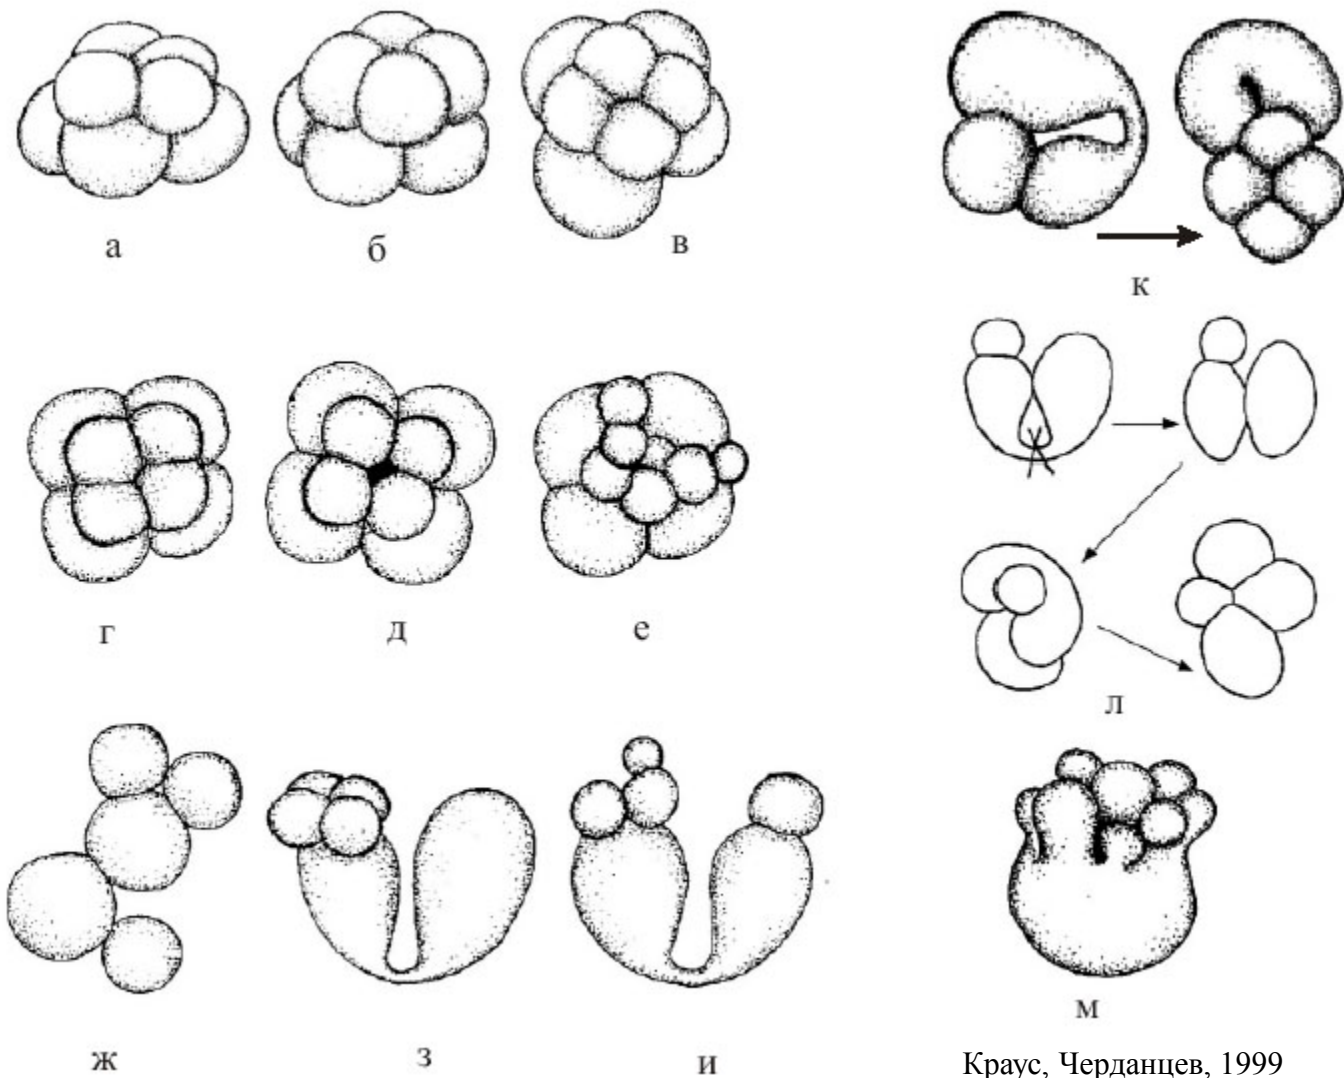 а б в
к
г д е
л
ж з и
м
Краус, Черданцев, 1999